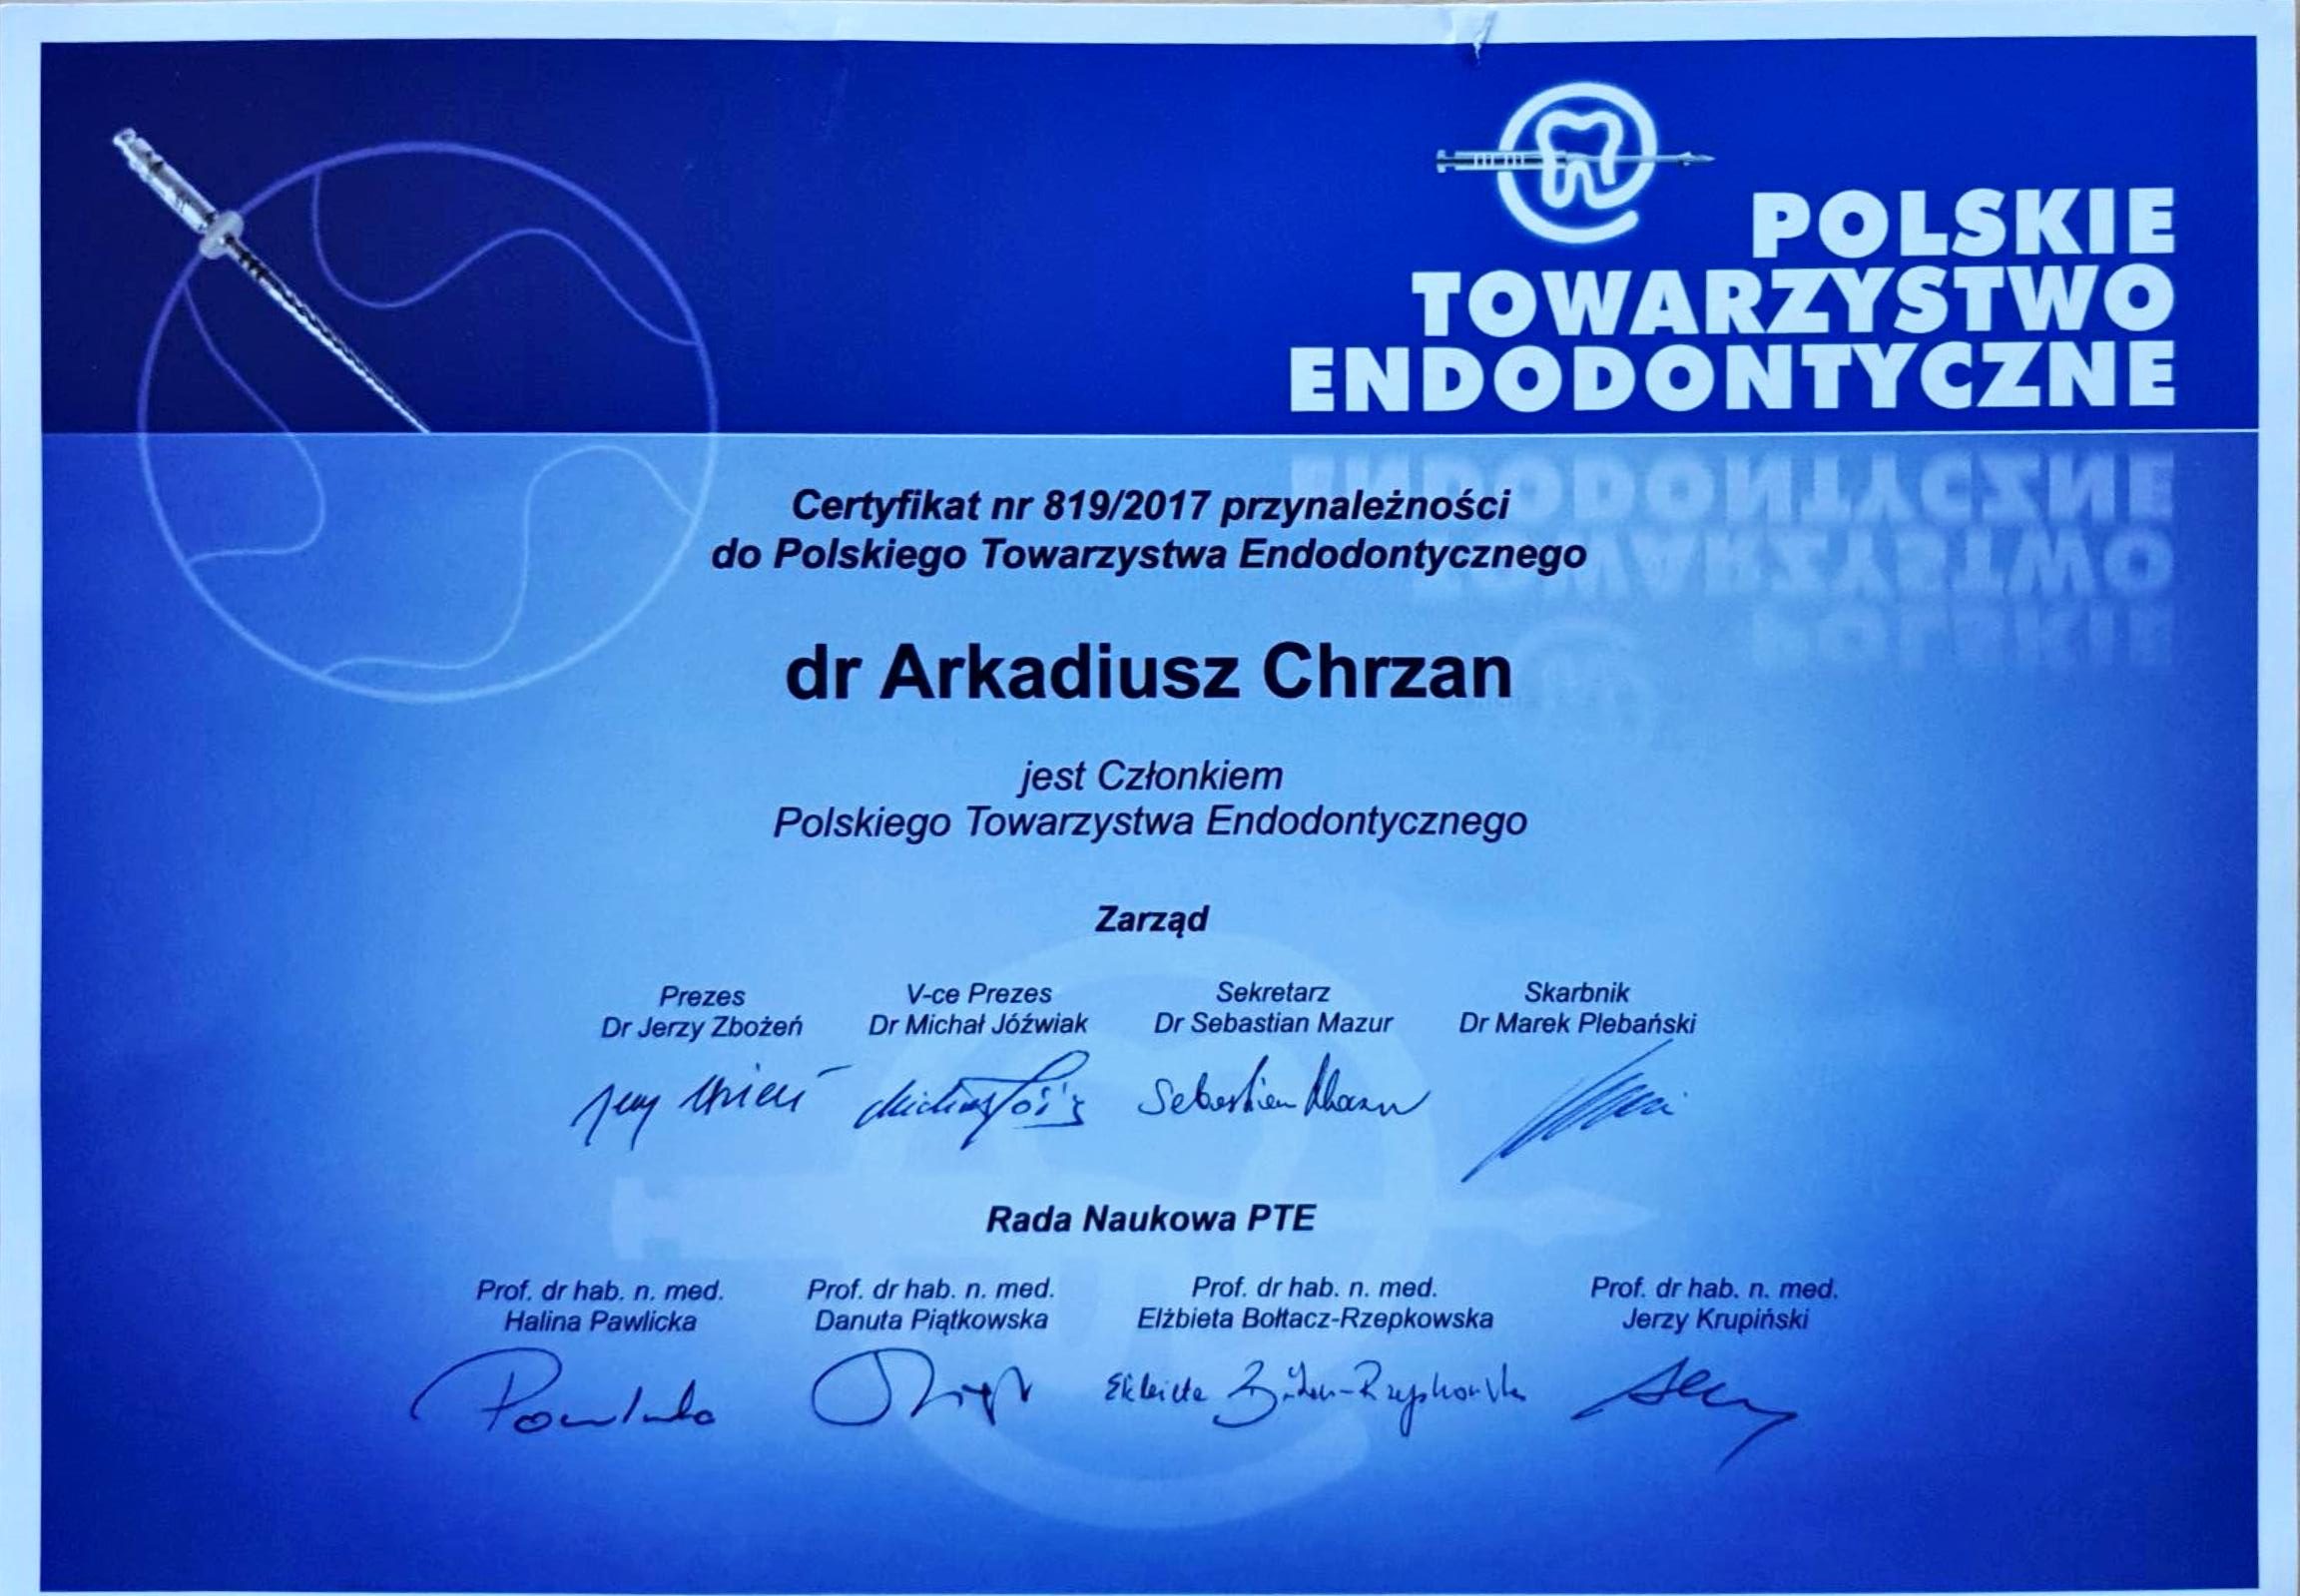 POLSKIE
TOWARZYSTWO
ENDODONTYCZNE
Certyfikat nr 819/2017 przynależności
do Polskiego Towarzystwa Endodontycznego
dr Arkadiusz Chrzan
jest Członkiem
Polskiego Towarzystwa Endodontycznego
Zarząd
Prezes V-ce Prezes Sekretarz Skarbnik
Dr Jerzy Zbożeń Dr Michał Jóźwiak Dr Sebastian Mazur Dr Marek Plebański
Sebastian Mazur
Rada Naukowa PTE
Prof. dr hab. n. med. Prof. dr hab. n. med. Prof. dr hab. n. med. Prof. dr hab. n. med.
Halina Pawlicka Danuta Piątkowska Elżbieta Bołtacz-Rzepkowska Jerzy Krupiński